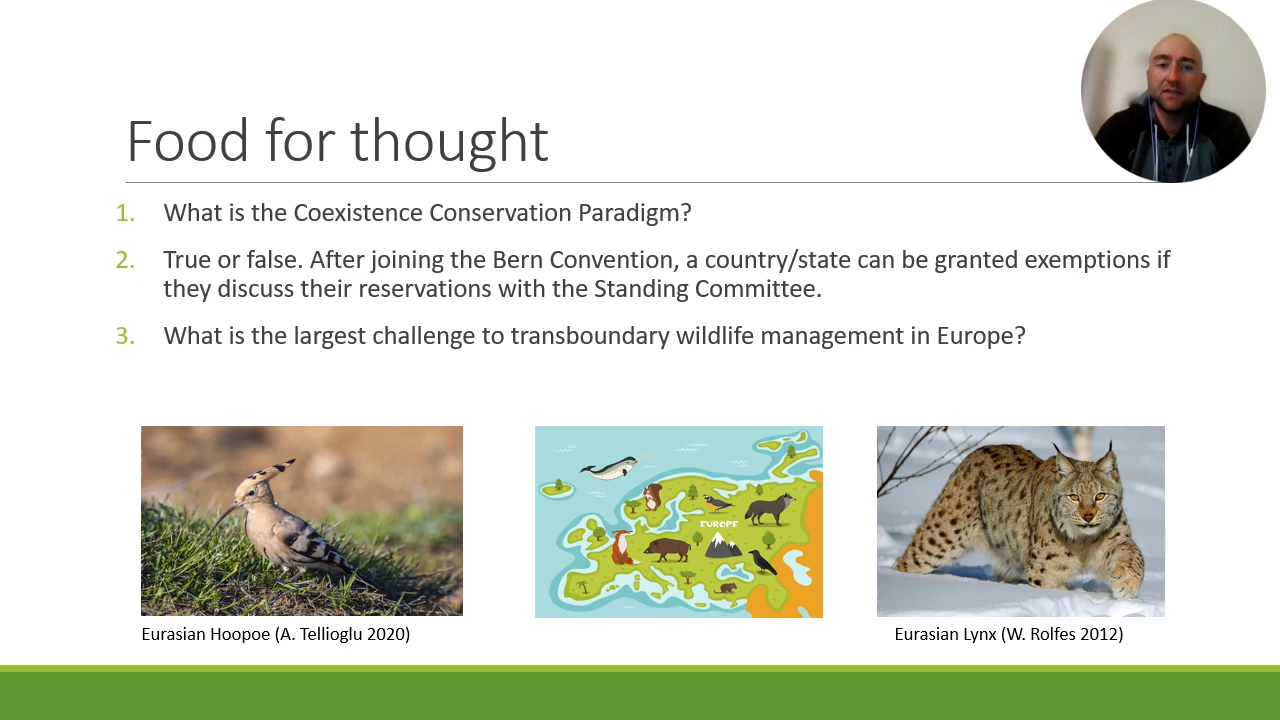 Food for thought
1. What is the Coexistence Conservation Paradigm?
2. True or false. After joining the Bern Convention, a country/state can be granted exemptions if
they discuss their reservations with the Standing Committee.
3. What is the largest challenge to transboundary wildlife management in Europe?
EUROPE
Eurasian Hoopoe (A. Tellioglu 2020)
Eurasian Lynx (W. Rolfes 2012)